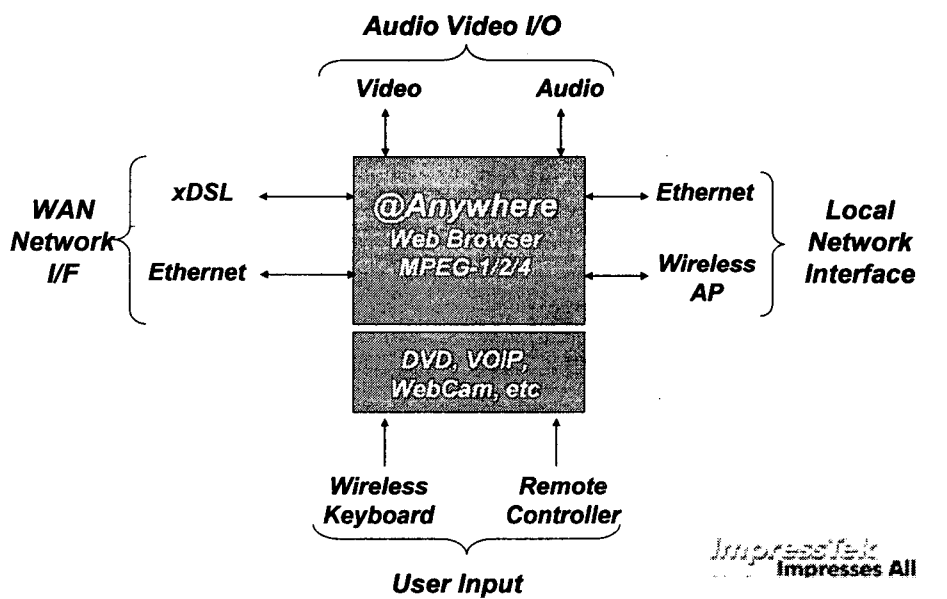 Audio Video I/O
Video
Audio
xDSL
Ethernet
WAN
Network
I/F
@Anywhere
Web Browser
MPEG-1/2/4
Ethernet
Wireless
AP
Local
Network
Interface
DVD, VOIP,
WebCam, etc
Wireless
Keyboard
Remote
Controller
User Input
ImpressTek
Impresses All